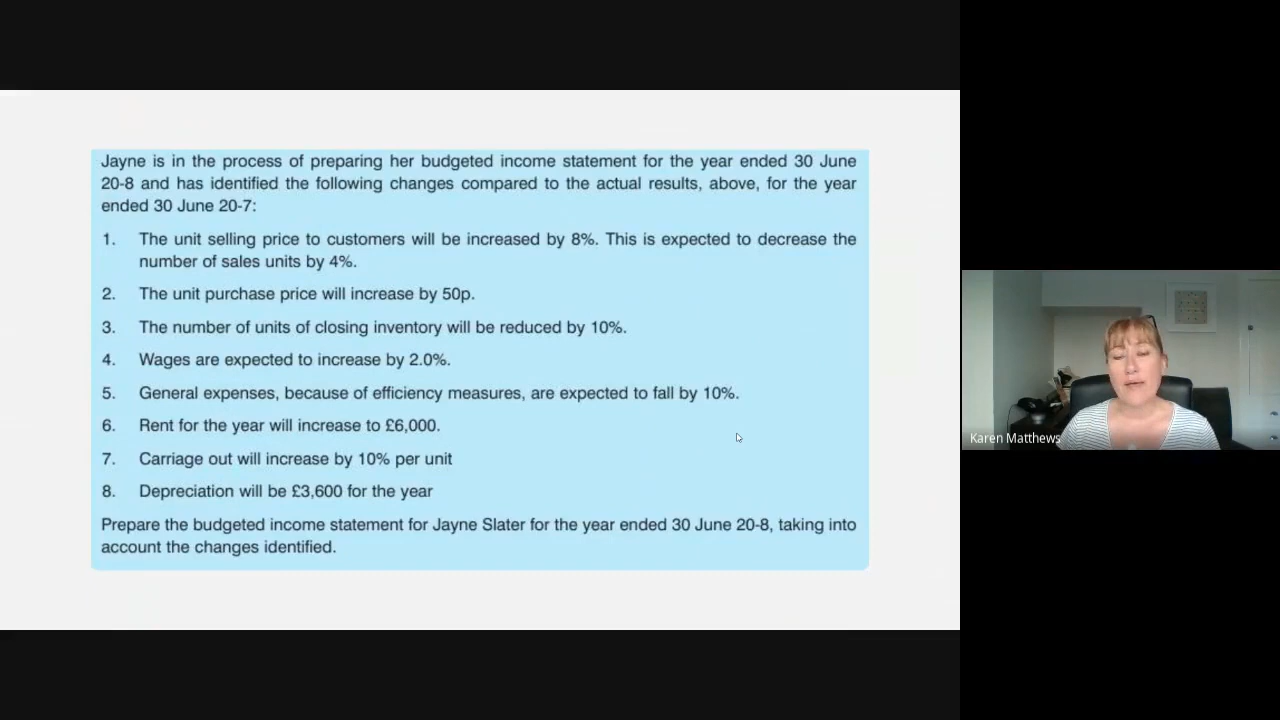 Jayne is in the process of preparing her budgeted income statement for the year ended 30 June
20-8 and has identified the following changes compared to the actual results, above, for the year
ended 30 June 20-7:
1. The unit selling price to customers will be increased by 8%. This is expected to decrease the
number of sales units by 4%.
2. The unit purchase price will increase by 50p.
3. The number of units of closing inventory will be reduced by 10%.
4. Wages are expected to increase by 2.0%.
5. General expenses, because of efficiency measures, are expected to fall by 10%.
6. Rent for the year will increase to £6,000.
7. Carriage out will increase by 10% per unit
8. Depreciation will be £3,600 for the year
Prepare the budgeted income statement for Jayne Slater for the year ended 30 June 20-8, taking into
account the changes identified.
Karen Matthews